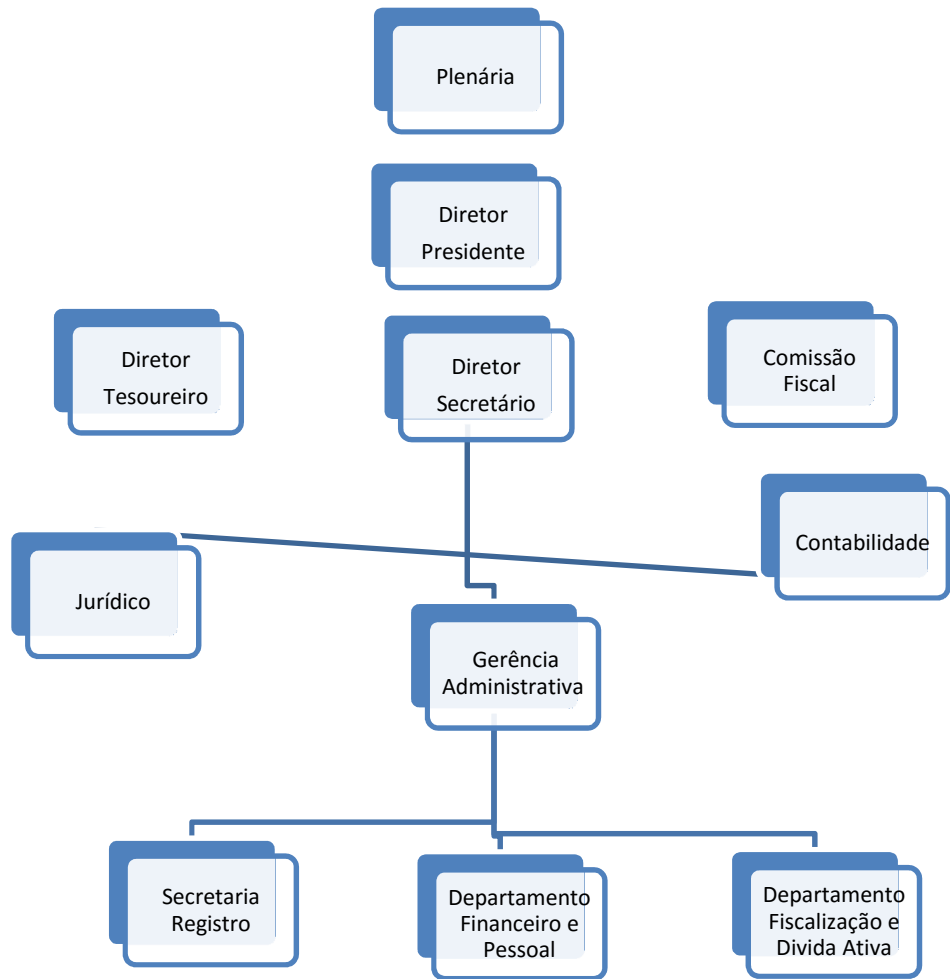 Plenária
Diretor
Presidente
Diretor
Tesoureiro
Diretor
Secretário
Comissão
Fiscal
Contabilidade
Jurídico
Gerência
Administrativa
Secretaria
Registro
Departamento
Financeiro e
Pessoal
Departamento
Fiscalização e
Divida Ativa